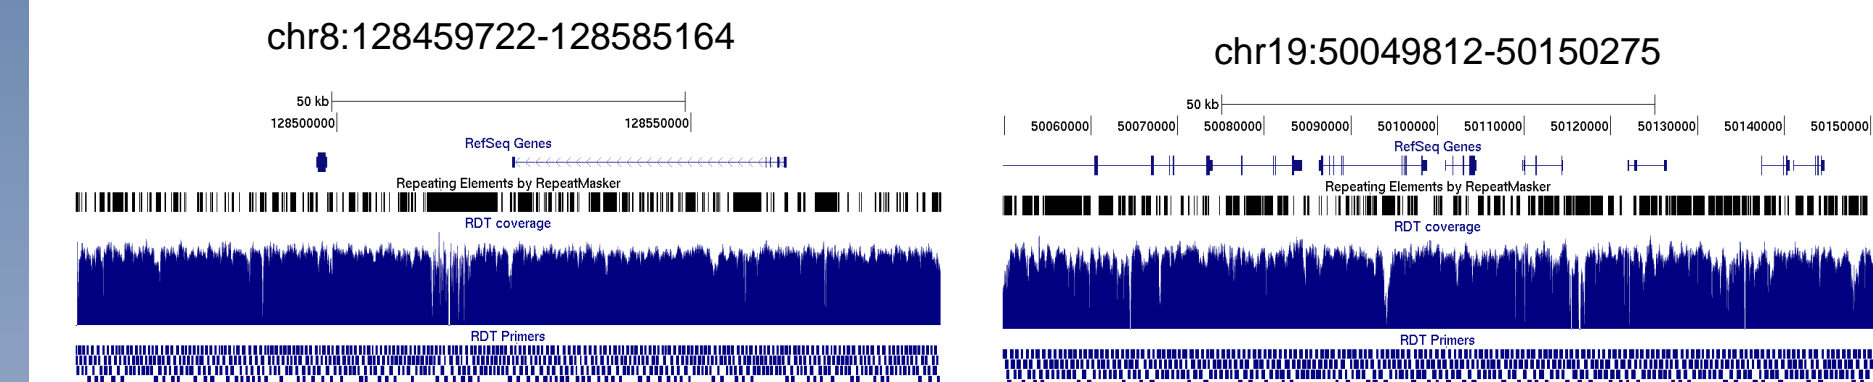 chr8:128459722-128585164
50 kb
128500000 128550000
RefSeq Genes
Repeating Elements by RepeatMasker
RDT coverage
RDT Primers
chr19:50049812-50150275
50 kb
50060000 50070000 50080000 50090000 50100000 50110000 50120000 50130000 50140000 50150000
RefSeq Genes
Repeating Elements by RepeatMasker
RDT coverage
RDT Primers